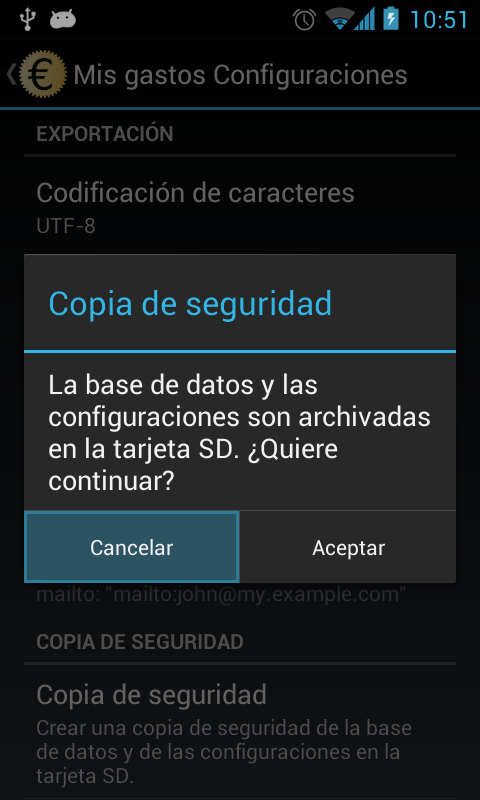 10:51
€ Mis gastos Configuraciones
EXPORTACIÓN
Codificación de caracteres
UTF-8
Copia de seguridad
La base de datos y las
configuraciones son archivadas
en la tarjeta SD. ¿Quiere
continuar?
Cancelar Aceptar
mailto: "mailto:john@my.example.com"
COPIA DE SEGURIDAD
Copia de seguridad
Crear una copia de seguridad de la base
de datos y de las configuraciones en la
tarjeta SD.